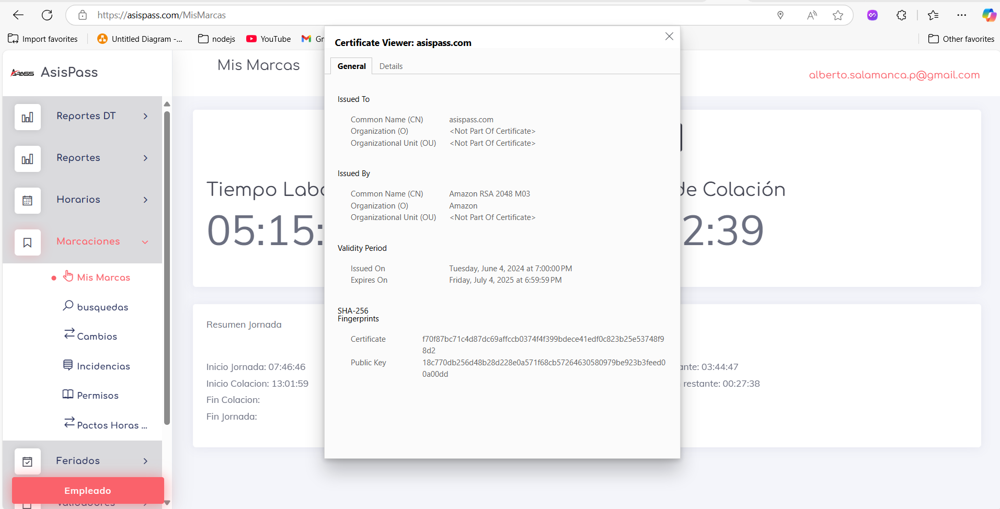 https://asispass.com/MisMarcas
Import favorites
Untitled Diagram -...
nodejs
YouTube
Other favorites
APASS AsisPass
Mis Marcas
alberto.salamanca.p@gmail.com
Reportes DT
Reportes
Horarios
Marcaciones
Mis Marcas
busquedas
Cambios
Incidencias
Permisos
Pactos Horas ...
Feriados
Empleado
Validadores
Tiempo Labo
05:15:
de Colación
2:39
Resumen Jornada
Inicio Jornada: 07:46:46
Inicio Colacion: 13:01:59
Fin Colacion:
Fin Jornada:
ante: 03:44:47
restante: 00:27:38
Certificate Viewer: asispass.com
General Details
Issued To
Common Name (CN) asispass.com
Organization (O) <Not Part Of Certificate>
Organizational Unit (OU) <Not Part Of Certificate>
Issued By
Common Name (CN) Amazon RSA 2048 M03
Organization (O) Amazon
Organizational Unit (OU) <Not Part Of Certificate>
Validity Period
Issued On Tuesday, June 4, 2024 at 7:00:00 PM
Expires On Friday, July 4, 2025 at 6:59:59 PM
SHA-256
Fingerprints
Certificate f70f87bc71c4d87dc69affccb0374f4f399bdece41edf0c823b25e53748f9
8d2
Public Key 18c770db256d48b28d228e0a571f68cb57264630580979be923b3feed0
0a00dd